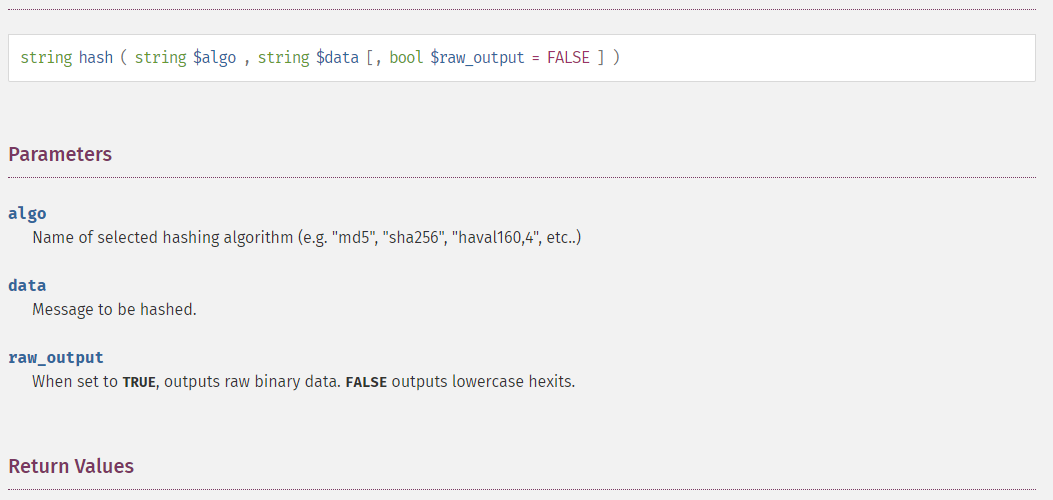 string hash ( string $algo , string $data [, bool $raw_output = FALSE ] )
Parameters
algo
Name of selected hashing algorithm (e.g. "md5", "sha256", "haval160,4", etc..)
data
Message to be hashed.
raw_output
When set to TRUE, outputs raw binary data. FALSE outputs lowercase hexits.
Return Values